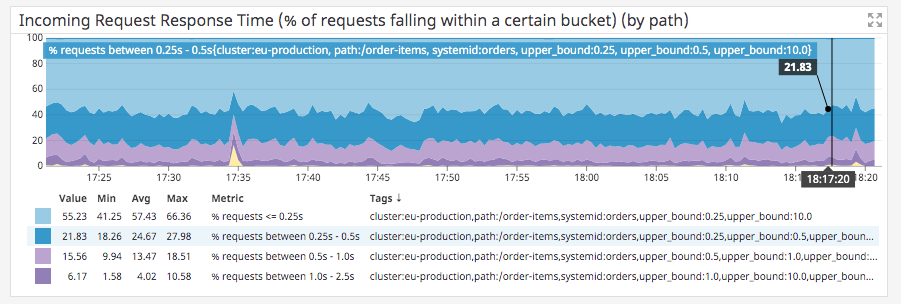 Incoming Request Response Time (% of requests falling within a certain bucket) (by path)
100
% requests between 0.25s - 0.5s{cluster:eu-production, path:/order-items, systemid:orders, upper_bound:0.25, upper_bound:0.5, upper_bound:10.0}
80
21.83
60
40
20
0
17:25 17:30 17:35 17:40 17:45 17:50 17:55 18:00 18:05 18:10 18:1 18:17:20 18:20
Value Min Avg Max Metric Tags ↓
55.23 41.25 57.43 66.36 % requests <= 0.25s cluster:eu-production,path:/order-items,systemid:orders,upper_bound:0.25,upper_bound:10.0
21.83 18.26 24.67 27.98 % requests between 0.25s - 0.5s cluster:eu-production,path:/order-items,systemid:orders,upper_bound:0.25,upper_bound:0.5,upper_boun...
15.56 9.94 13.47 18.51 % requests between 0.5s - 1.0s cluster:eu-production,path:/order-items,systemid:orders,upper_bound:0.5,upper_bound:1.0,upper_bound:...
6.17 1.58 4.02 10.58 % requests between 1.0s - 2.5s cluster:eu-production,path:/order-items,systemid:orders,upper_bound:1.0,upper_bound:10.0,upper_boun...